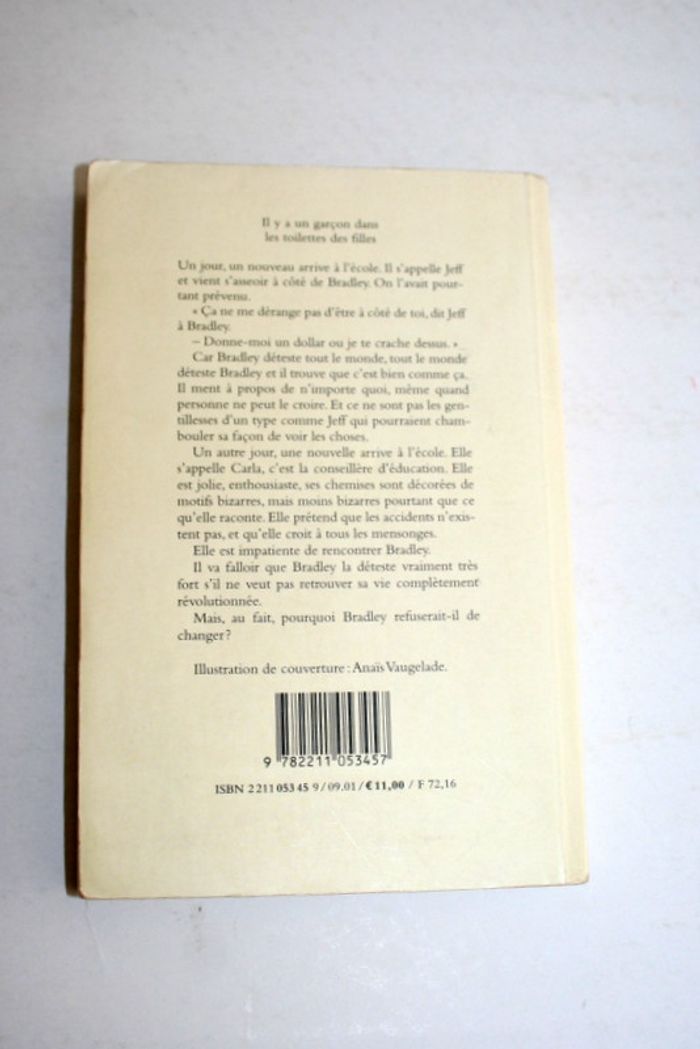 Il y a un garçon dans
les toilettes des filles
Un jour, un nouveau arrive à l'école. Il s'appelle Jeff
et vient s'asseoir à côté de Bradley. On l'avait pour-
tant prévenu.
« Ça ne me dérange pas d'être à côté de toi, dit Jeff
à Bradley.
– Donne-moi un dollar ou je te crache dessus. »
Car Bradley déteste tout le monde, tout le monde
déteste Bradley et il trouve que c'est bien comme ça.
Il ment à propos de n'importe quoi, même quand
personne ne peut le croire. Et ce ne sont pas les gen-
tillesses d'un type comme Jeff qui pourraient cham-
bouler sa façon de voir les choses.
Un autre jour, une nouvelle arrive à l'école. Elle
s'appelle Carla, c'est la conseillère d'éducation. Elle
est jolie, enthousiaste, ses chemises sont décorées de
motifs bizarres, mais moins bizarres pourtant que ce
qu'elle raconte. Elle prétend que les accidents n'exis-
tent pas, et qu'elle croit à tous les mensonges.
Elle est impatiente de rencontrer Bradley.
Il va falloir que Bradley la déteste vraiment très
fort s'il ne veut pas retrouver sa vie complètement
révolutionnée.
Mais, au fait, pourquoi Bradley refuserait-il de
changer ?
Illustration de couverture : Anaïs Vaugelade.
9 782211 053457
ISBN 2 211 053 45 9 / 09.01 / € 11,00 / F 72,16